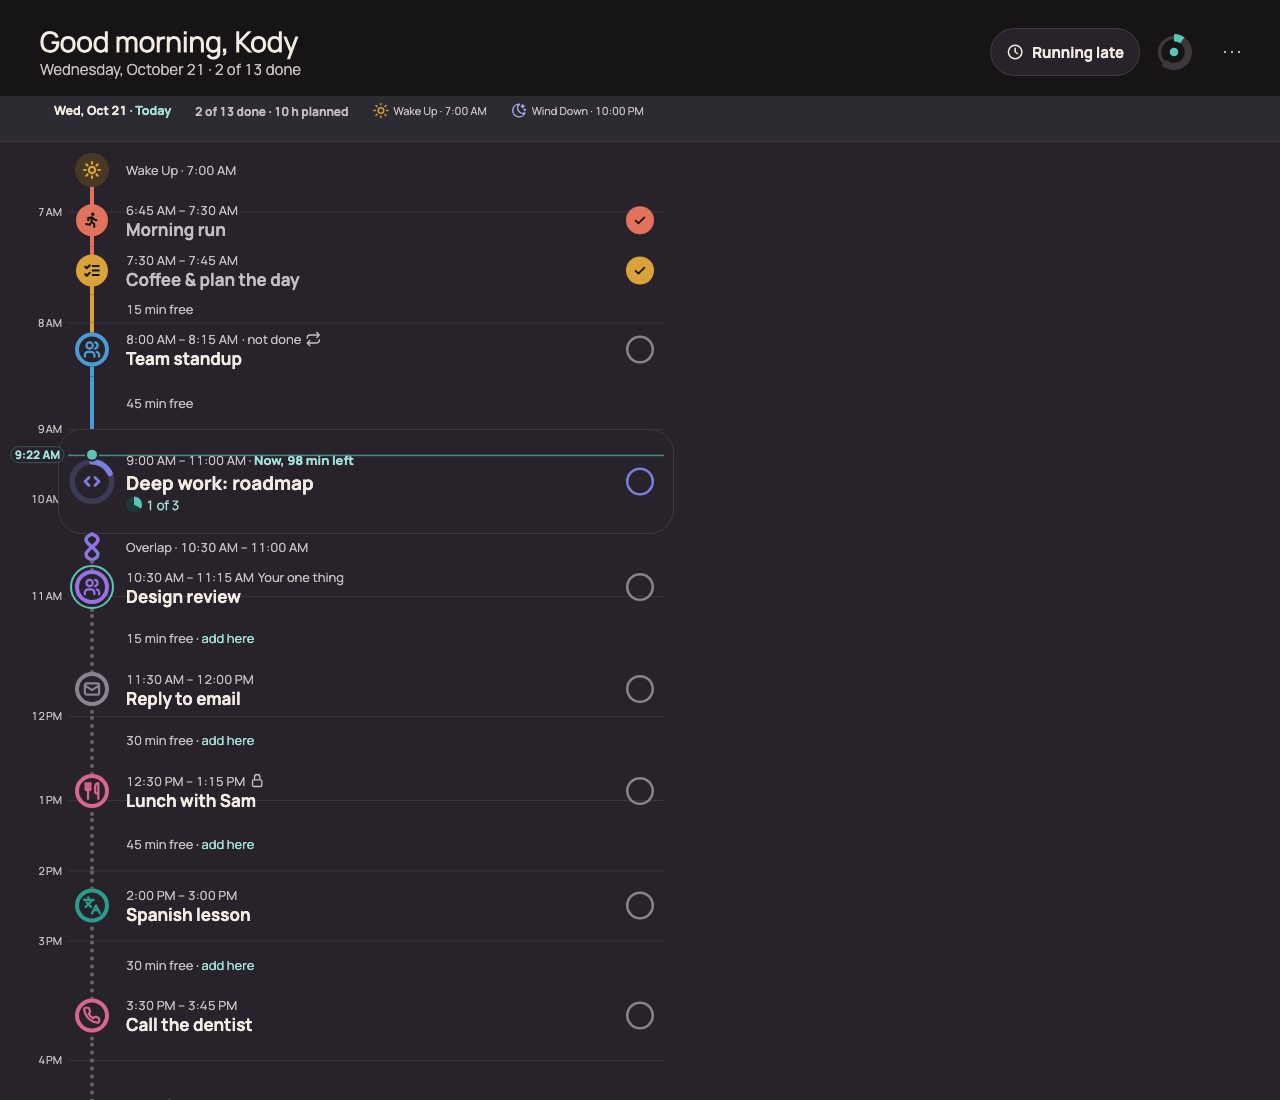 Good morning, Kody
Wednesday, October 21 · 2 of 13 done
Running late
Wed, Oct 21 · Today
2 of 13 done · 10 h planned
Wake Up · 7:00 AM
Wind Down · 10:00 PM
Wake Up · 7:00 AM
7 AM
6:45 AM – 7:30 AM
Morning run
7:30 AM – 7:45 AM
Coffee & plan the day
15 min free
8 AM
8:00 AM – 8:15 AM · not done
Team standup
45 min free
9 AM
9:22 AM
9:00 AM – 11:00 AM · Now, 98 min left
Deep work: roadmap
10 AM
1 of 3
Overlap · 10:30 AM – 11:00 AM
10:30 AM – 11:15 AM Your one thing
11 AM
Design review
15 min free · add here
11:30 AM – 12:00 PM
Reply to email
12 PM
30 min free · add here
12:30 PM – 1:15 PM
1 PM
Lunch with Sam
45 min free · add here
2 PM
2:00 PM – 3:00 PM
Spanish lesson
3 PM
30 min free · add here
3:30 PM – 3:45 PM
Call the dentist
4 PM